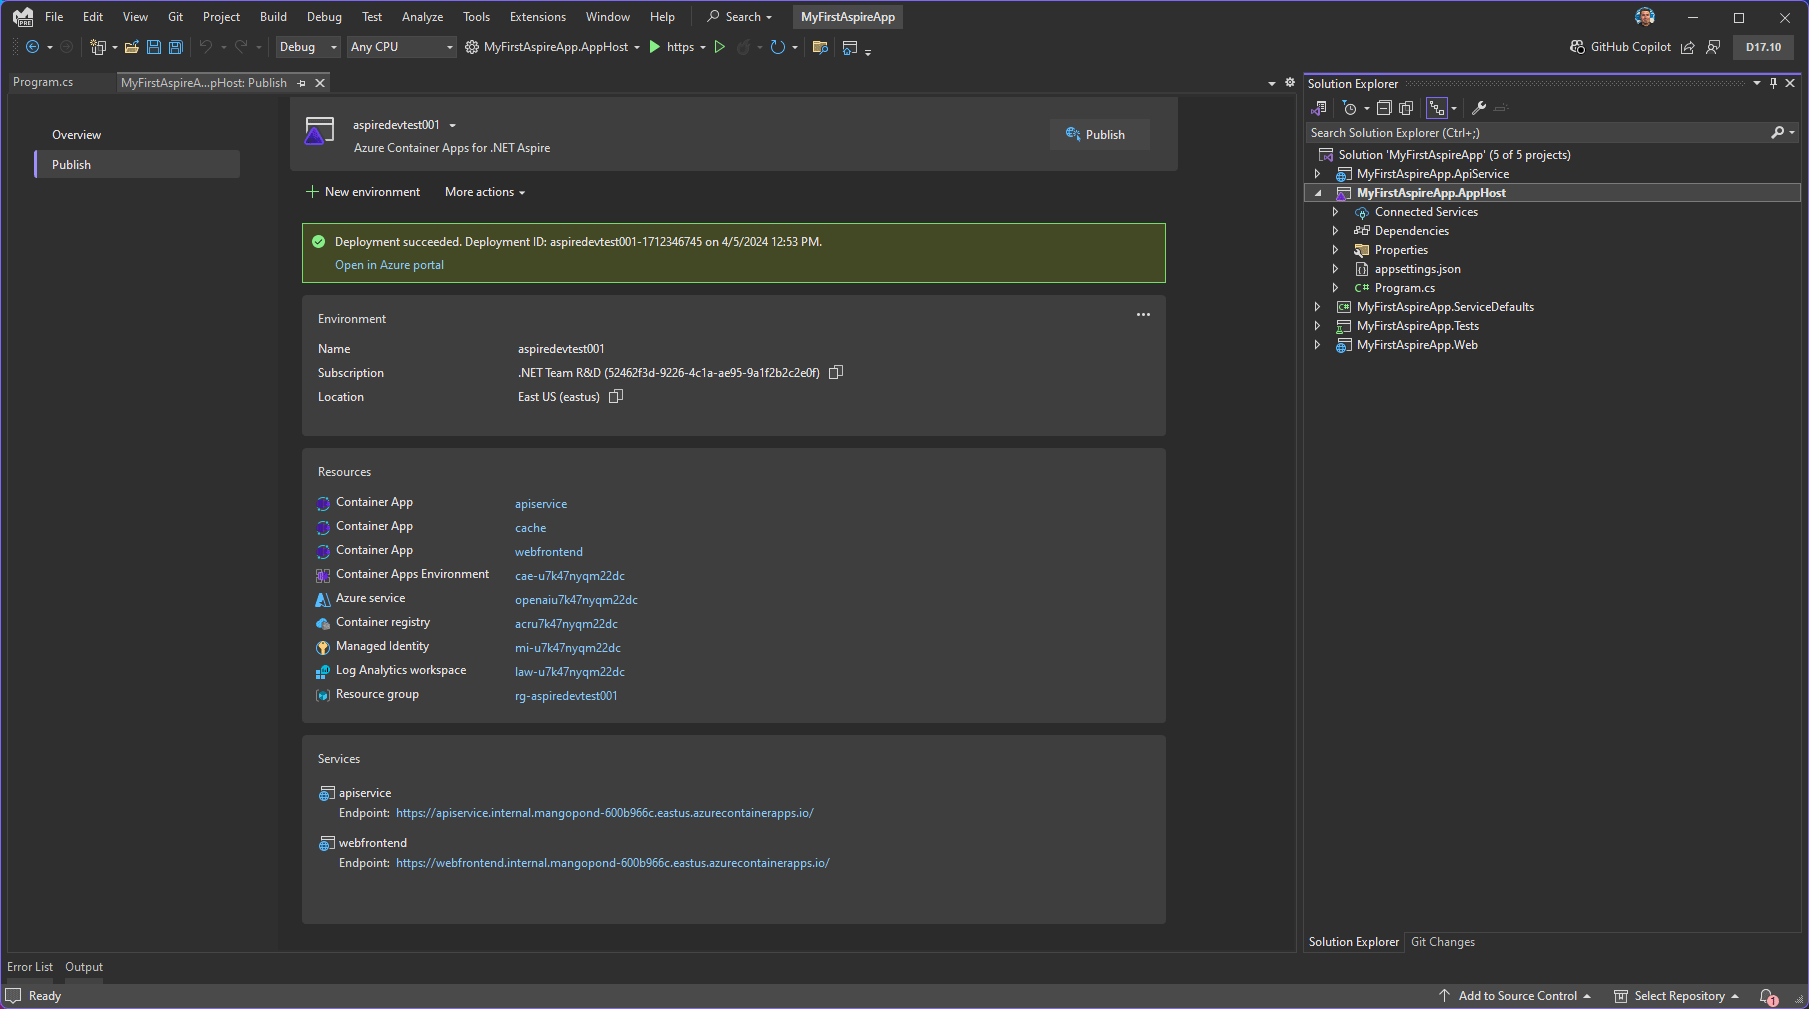 File Edit View Git Project Build Debug Test Analyze Tools Extensions Window Help Search MyFirstAspireApp
Debug Any CPU MyFirstAspireApp.AppHost https GitHub Copilot D17.10
Program.cs MyFirstAspireA...pHost: Publish
Overview
Publish
aspiredevtest001
Azure Container Apps for .NET Aspire
Publish
New environment More actions
Deployment succeeded. Deployment ID: aspiredevtest001-1712346745 on 4/5/2024 12:53 PM.
Open in Azure portal
Environment
Name aspiredevtest001
Subscription .NET Team R&D (52462f3d-9226-4c1a-ae95-9a1f2b2c2e0f)
Location East US (eastus)
Resources
Container App apiservice
Container App cache
Container App webfrontend
Container Apps Environment cae-u7k47nyqm22dc
Azure service openaiu7k47nyqm22dc
Container registry acru7k47nyqm22dc
Managed Identity mi-u7k47nyqm22dc
Log Analytics workspace law-u7k47nyqm22dc
Resource group rg-aspiredevtest001
Services
apiservice
Endpoint: https://apiservice.internal.mangopond-600b966c.eastus.azurecontainerapps.io/
webfrontend
Endpoint: https://webfrontend.internal.mangopond-600b966c.eastus.azurecontainerapps.io/
Solution Explorer
Search Solution Explorer (Ctrl+;)
Solution 'MyFirstAspireApp' (5 of 5 projects)
MyFirstAspireApp.ApiService
MyFirstAspireApp.AppHost
Connected Services
Dependencies
Properties
appsettings.json
C# Program.cs
C# MyFirstAspireApp.ServiceDefaults
MyFirstAspireApp.Tests
MyFirstAspireApp.Web
Solution Explorer Git Changes
Error List Output
Ready Add to Source Control Select Repository 1